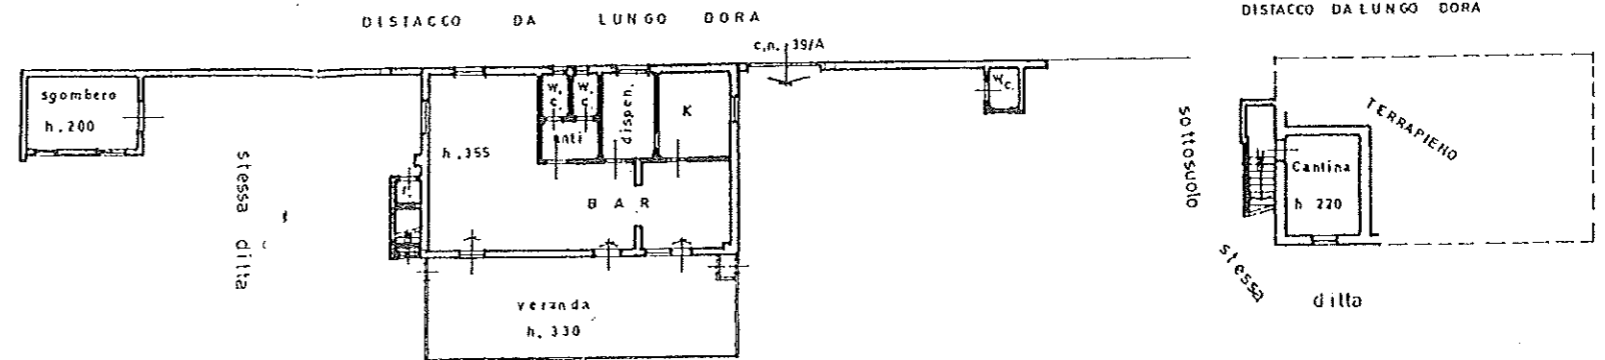 DISTACCO DA LUNGO DORA
c.n. 39/A
sgombero
h. 200
stessa ditta
h. 355
w.c.
w.c.
anti
dispen.
K
BAR
veranda
h. 330
w.c.
DISTACCO DA LUNGO DORA
sottosuolo
TERRAPIENO
Cantina
h 220
stessa
ditta